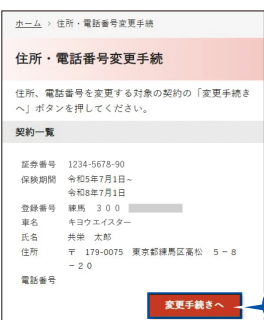 ホーム > 住所・電話番号変更手続
住所・電話番号変更手続
住所、電話番号を変更する対象の契約の「変更手続き
へ」ボタンを押してください。
契約一覧
証券番号 1234-5678-90
保険期間 令和5年7月1日~
令和8年7月1日
登録番号 練馬 300
車名 キヨウエイスター
氏名 共栄 太郎
住所 〒 179-0075 東京都練馬区高松 5-8
-20
電話番号
変更手続きへ